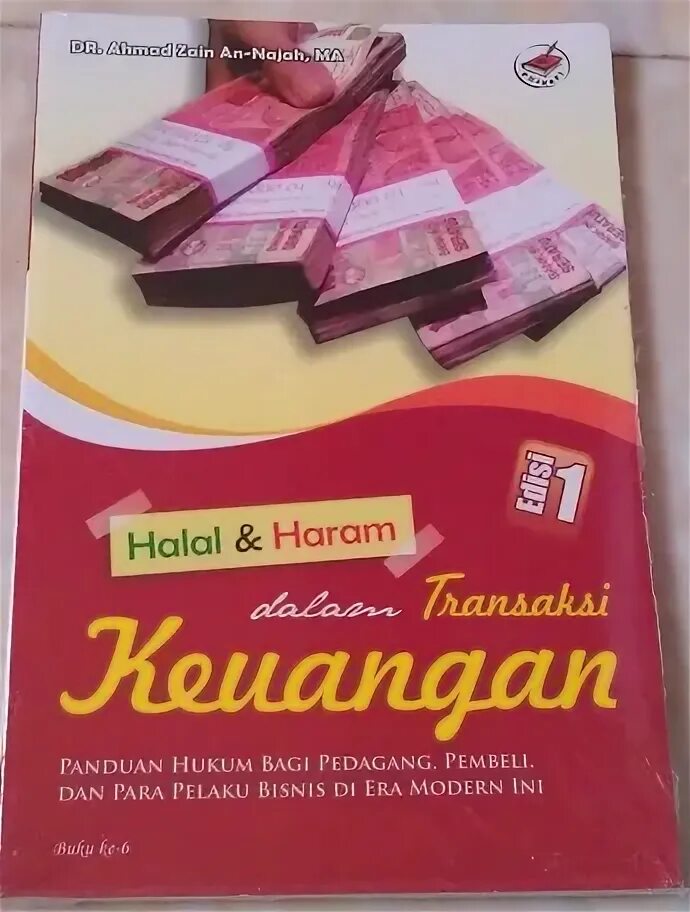 DR. Ahmad Zain An-Najah, MA
Edisi 1
Halal & Haram
dalam Transaksi
Keuangan
PANDUAN HUKUM BAGI PEDAGANG, PEMBELI,
DAN PARA PELAKU BISNIS DI ERA MODERN INI
Buku ke-6